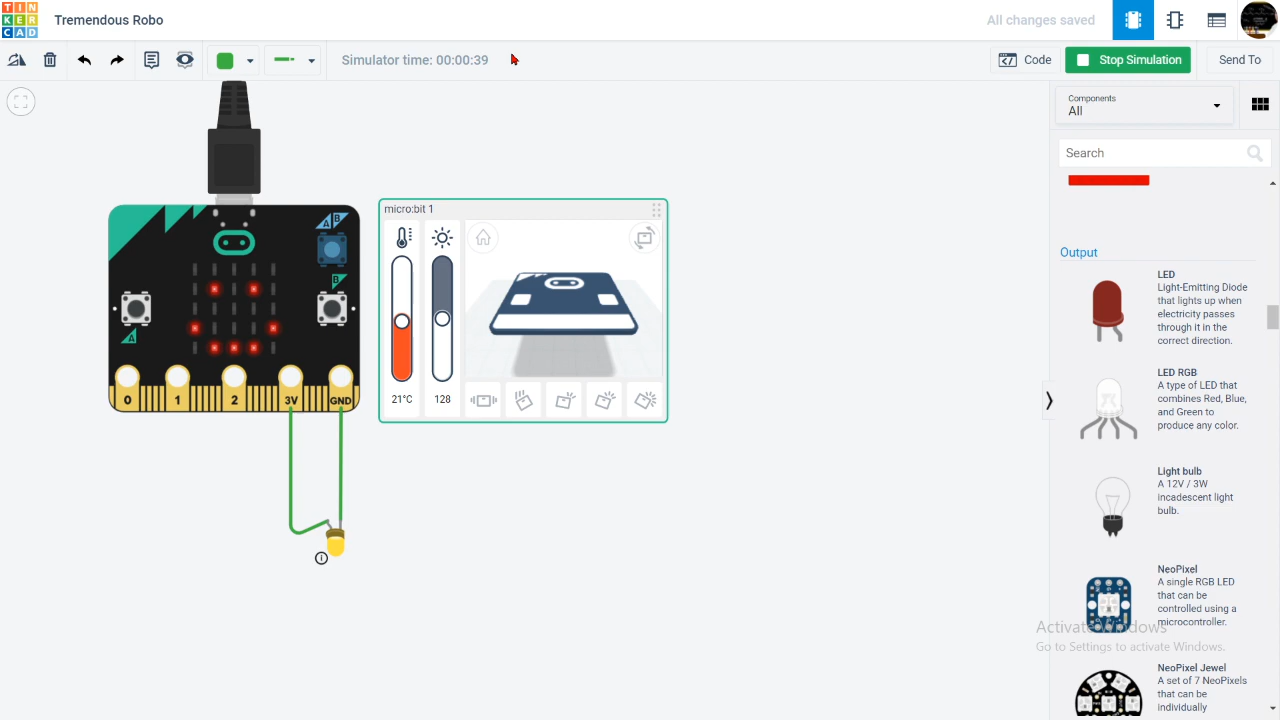 TIN
KER
CAD
Tremendous Robo
All changes saved
Simulator time: 00:00:39
Code
Stop Simulation
Send To
Components
All
Search
micro:bit 1
A B
B
A
0 1 2 3V GND
21°C
128
Output
LED
Light-Emitting Diode
that lights up when
electricity passes
through it in the
correct direction.
LED RGB
A type of LED that
combines Red, Blue,
and Green to
produce any color.
Light bulb
A 12V / 3W
incadescent light
bulb.
NeoPixel
A single RGB LED
that can be
controlled using a
microcontroller.
Activate Windows
Go to Settings to activate Windows.
NeoPixel Jewel
A set of 7 NeoPixels
that can be
individually